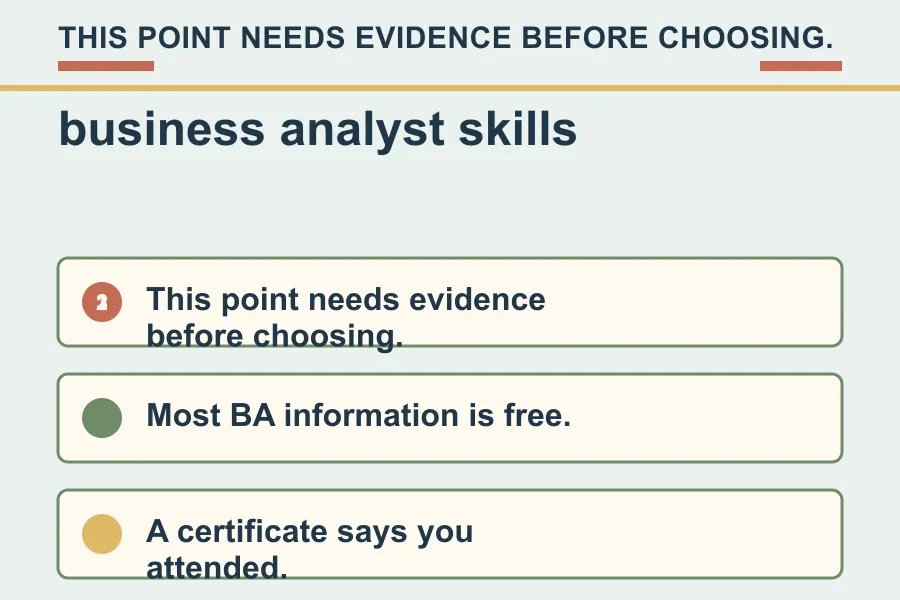 THIS POINT NEEDS EVIDENCE BEFORE CHOOSING.
business analyst skills
This point needs evidence
before choosing.
Most BA information is free.
A certificate says you
attended.